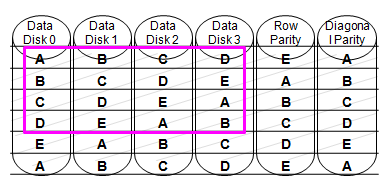 Data Disk 0 Data Disk 1 Data Disk 2 Data Disk 3 Row Parity Diagona l Parity
A B C D E A
B C D E A B
C D E A B C
D E A B C D
E A B C D E
A B C D E A